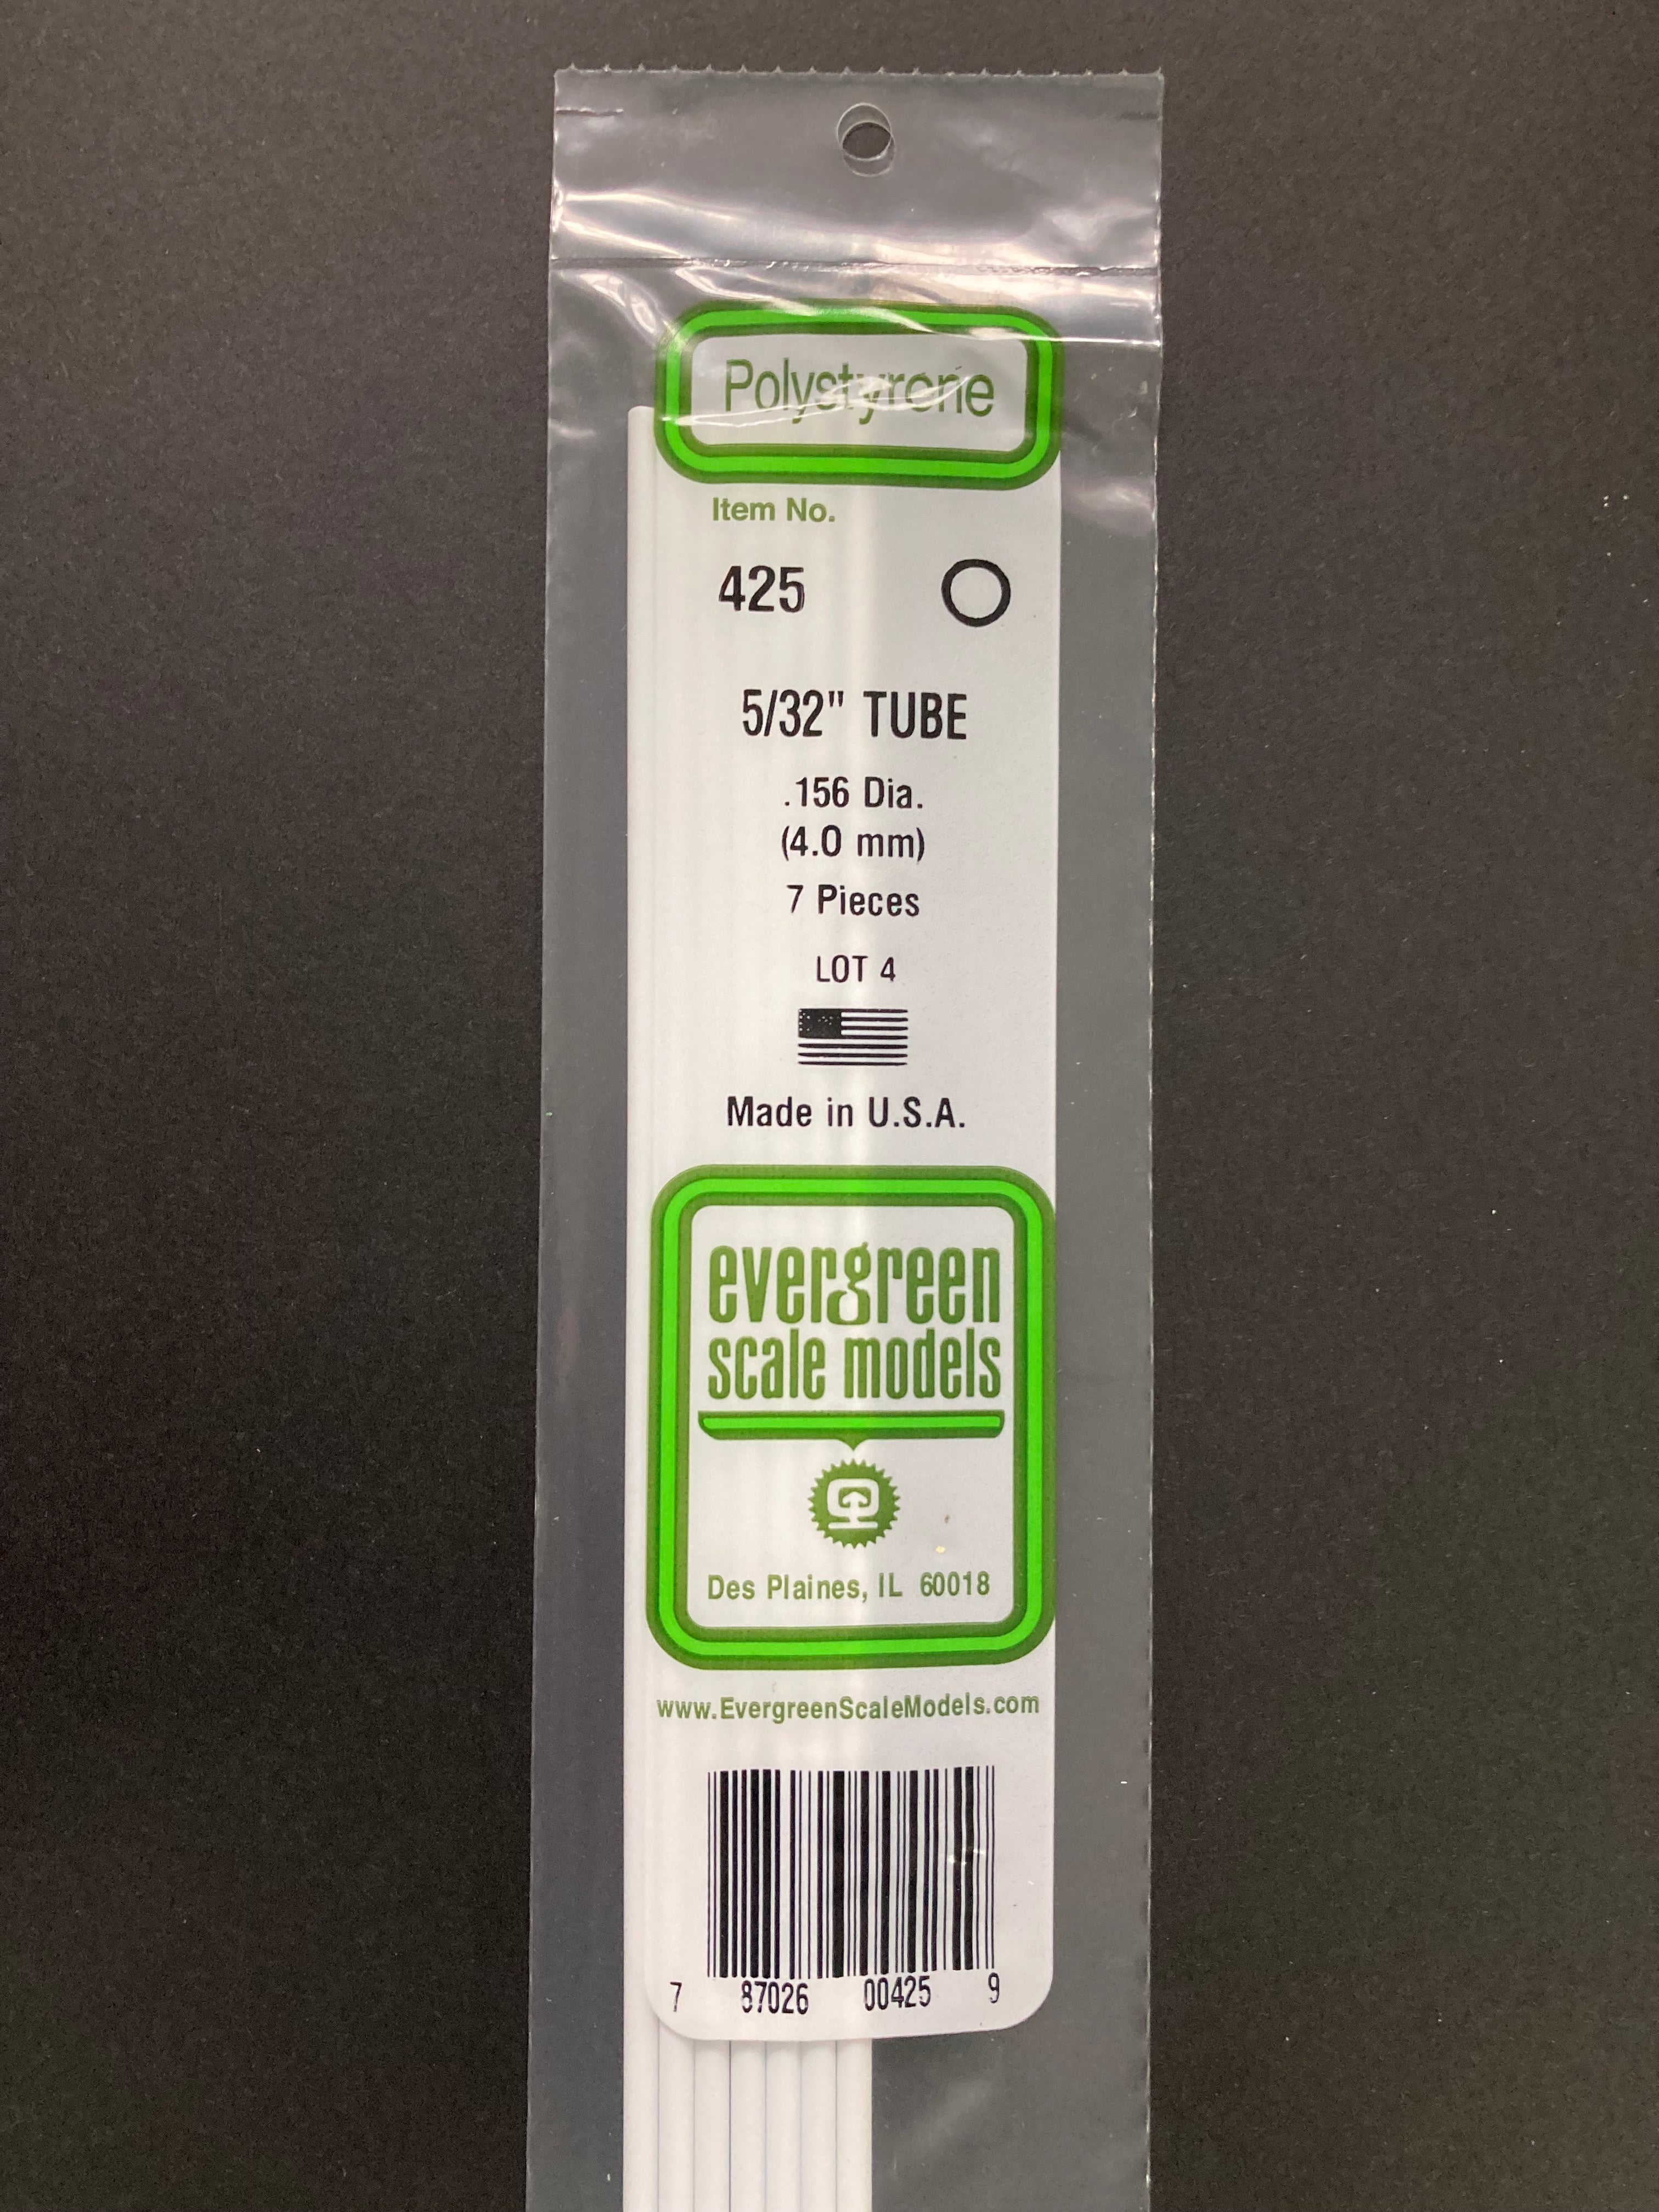 Polystyrene
Item No.
425
5/32" TUBE
.156 Dia.
(4.0 mm)
7 Pieces
LOT 4
Made in U.S.A.
evergreen
scale models
Des Plaines, IL 60018
www.EvergreenScaleModels.com
7 87026 00425 9